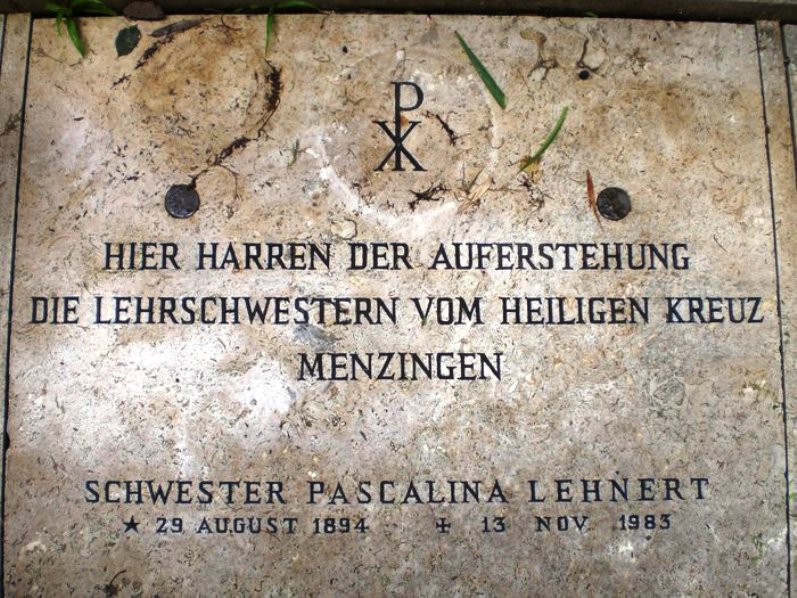 HIER HARREN DER AUFERSTEHUNG
DIE LEHRSCHWESTERN VOM HEILIGEN KREUZ
MENZINGEN
SCHWESTER PASCALINA LEHNERT
★ 29 AUGUST 1894 + 13 NOV 1983